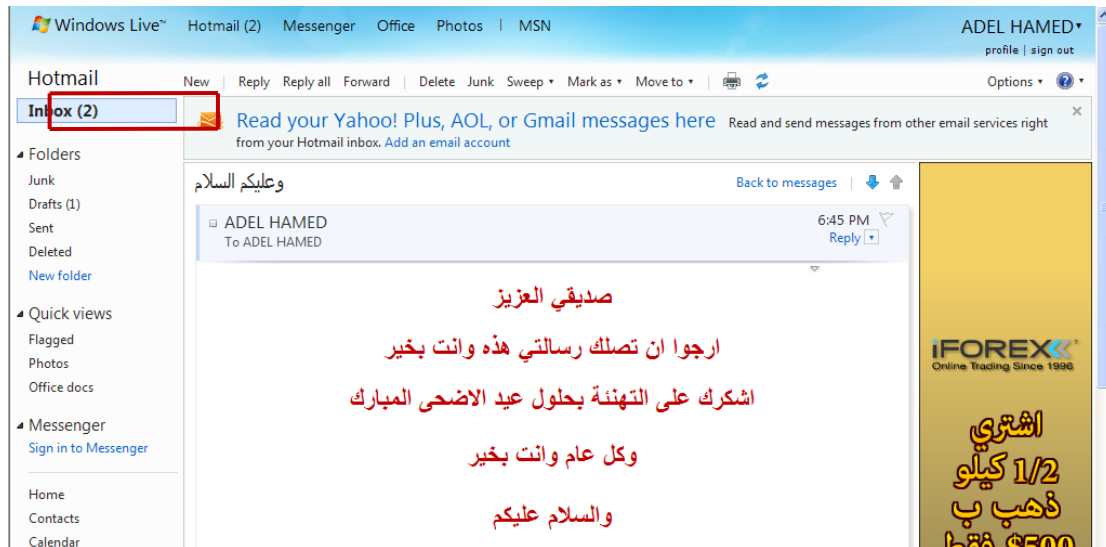 Windows Live™ Hotmail (2) Messenger Office Photos | MSN ADEL HAMED
profile | sign out
Hotmail New | Reply Reply all Forward | Delete Junk Sweep Mark as Move to | Options
Inbox (2)
Read your Yahoo! Plus, AOL, or Gmail messages here Read and send messages from other email services right
from your Hotmail inbox. Add an email account
Folders
Junk
Drafts (1)
Sent
Deleted
New folder
Quick views
Flagged
Photos
Office docs
Messenger
Sign in to Messenger
Home
Contacts
Calendar
وعليكم السلام
Back to messages |
ADEL HAMED 6:45 PM
To ADEL HAMED Reply
صديقي العزيز
ارجوا ان تصلك رسالتي هذه وانت بخير
اشكرك على التهنئة بحلول عيد الاضحى المبارك
وكل عام وانت بخير
والسلام عليكم
iFOREX
Online Trading Since 1996
اشتري
1/2 كيلو
ذهب ب
$500 فقط